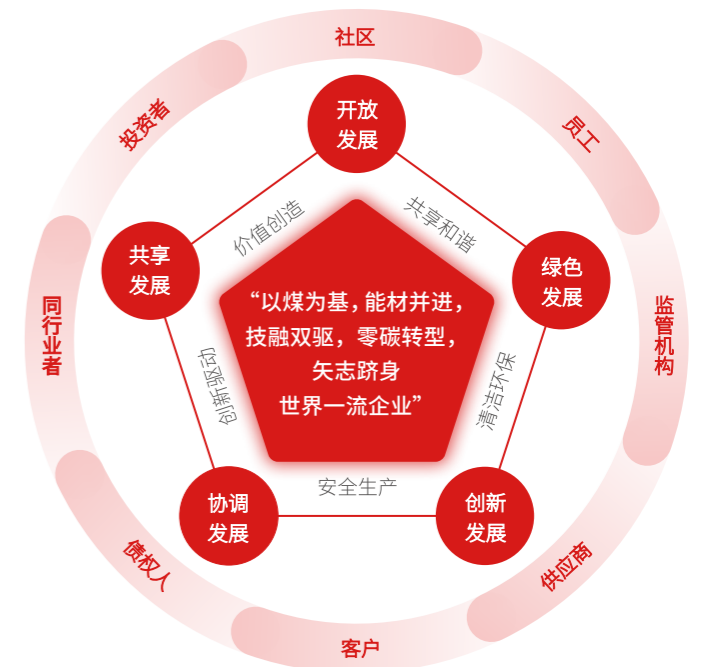 社区
投资者
员工
开放
发展
价值创造
共享和谐
共享
发展
绿色
发展
同行业者
监管机构
“以煤为基，能材并进，
技融双驱，零碳转型，
矢志跻身
世界一流企业”
创新驱动
清洁环保
安全生产
协调
发展
创新
发展
债权人
供应商
客户